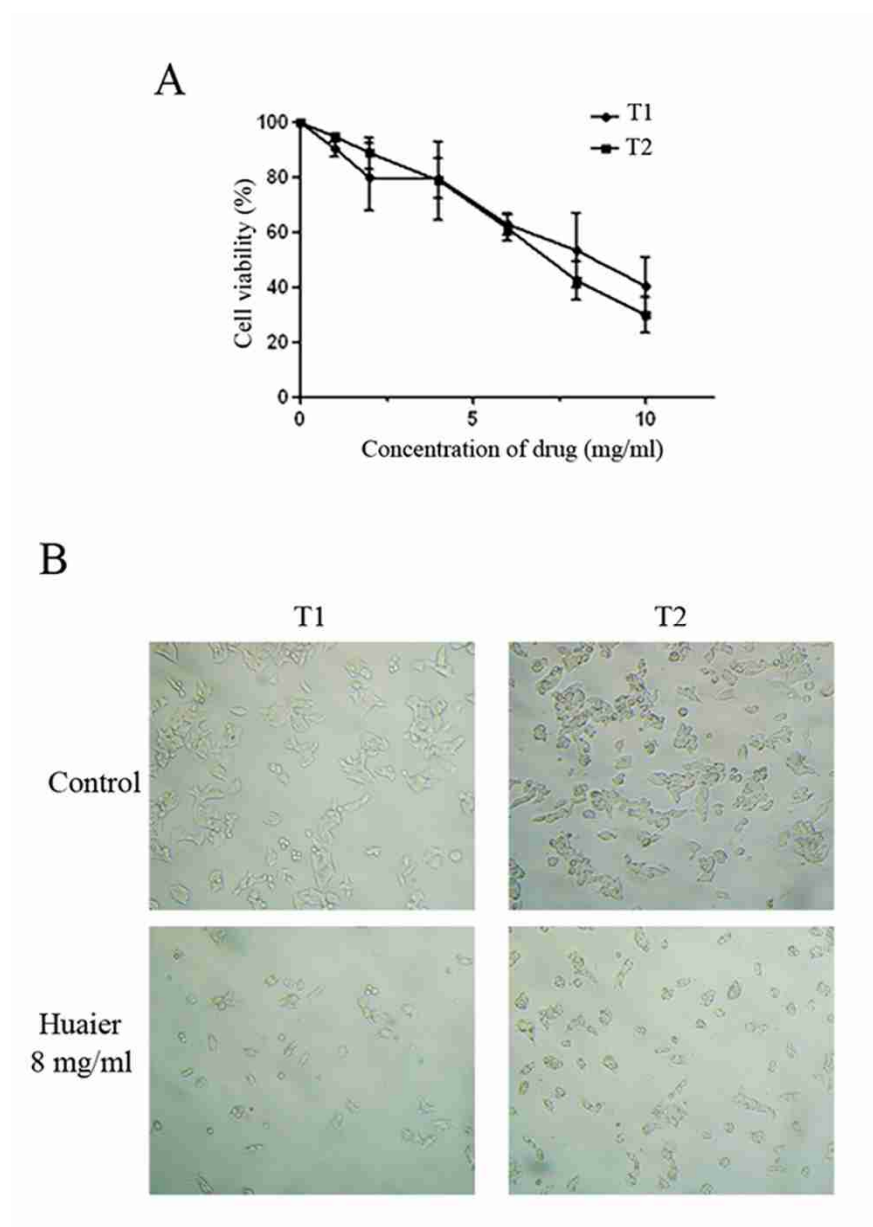 A
T1
T2
100
80
60
40
20
0
0
5
10
Cell viability (%)
Concentration of drug (mg/ml)
B
T1
T2
Control
Huaier
8 mg/ml